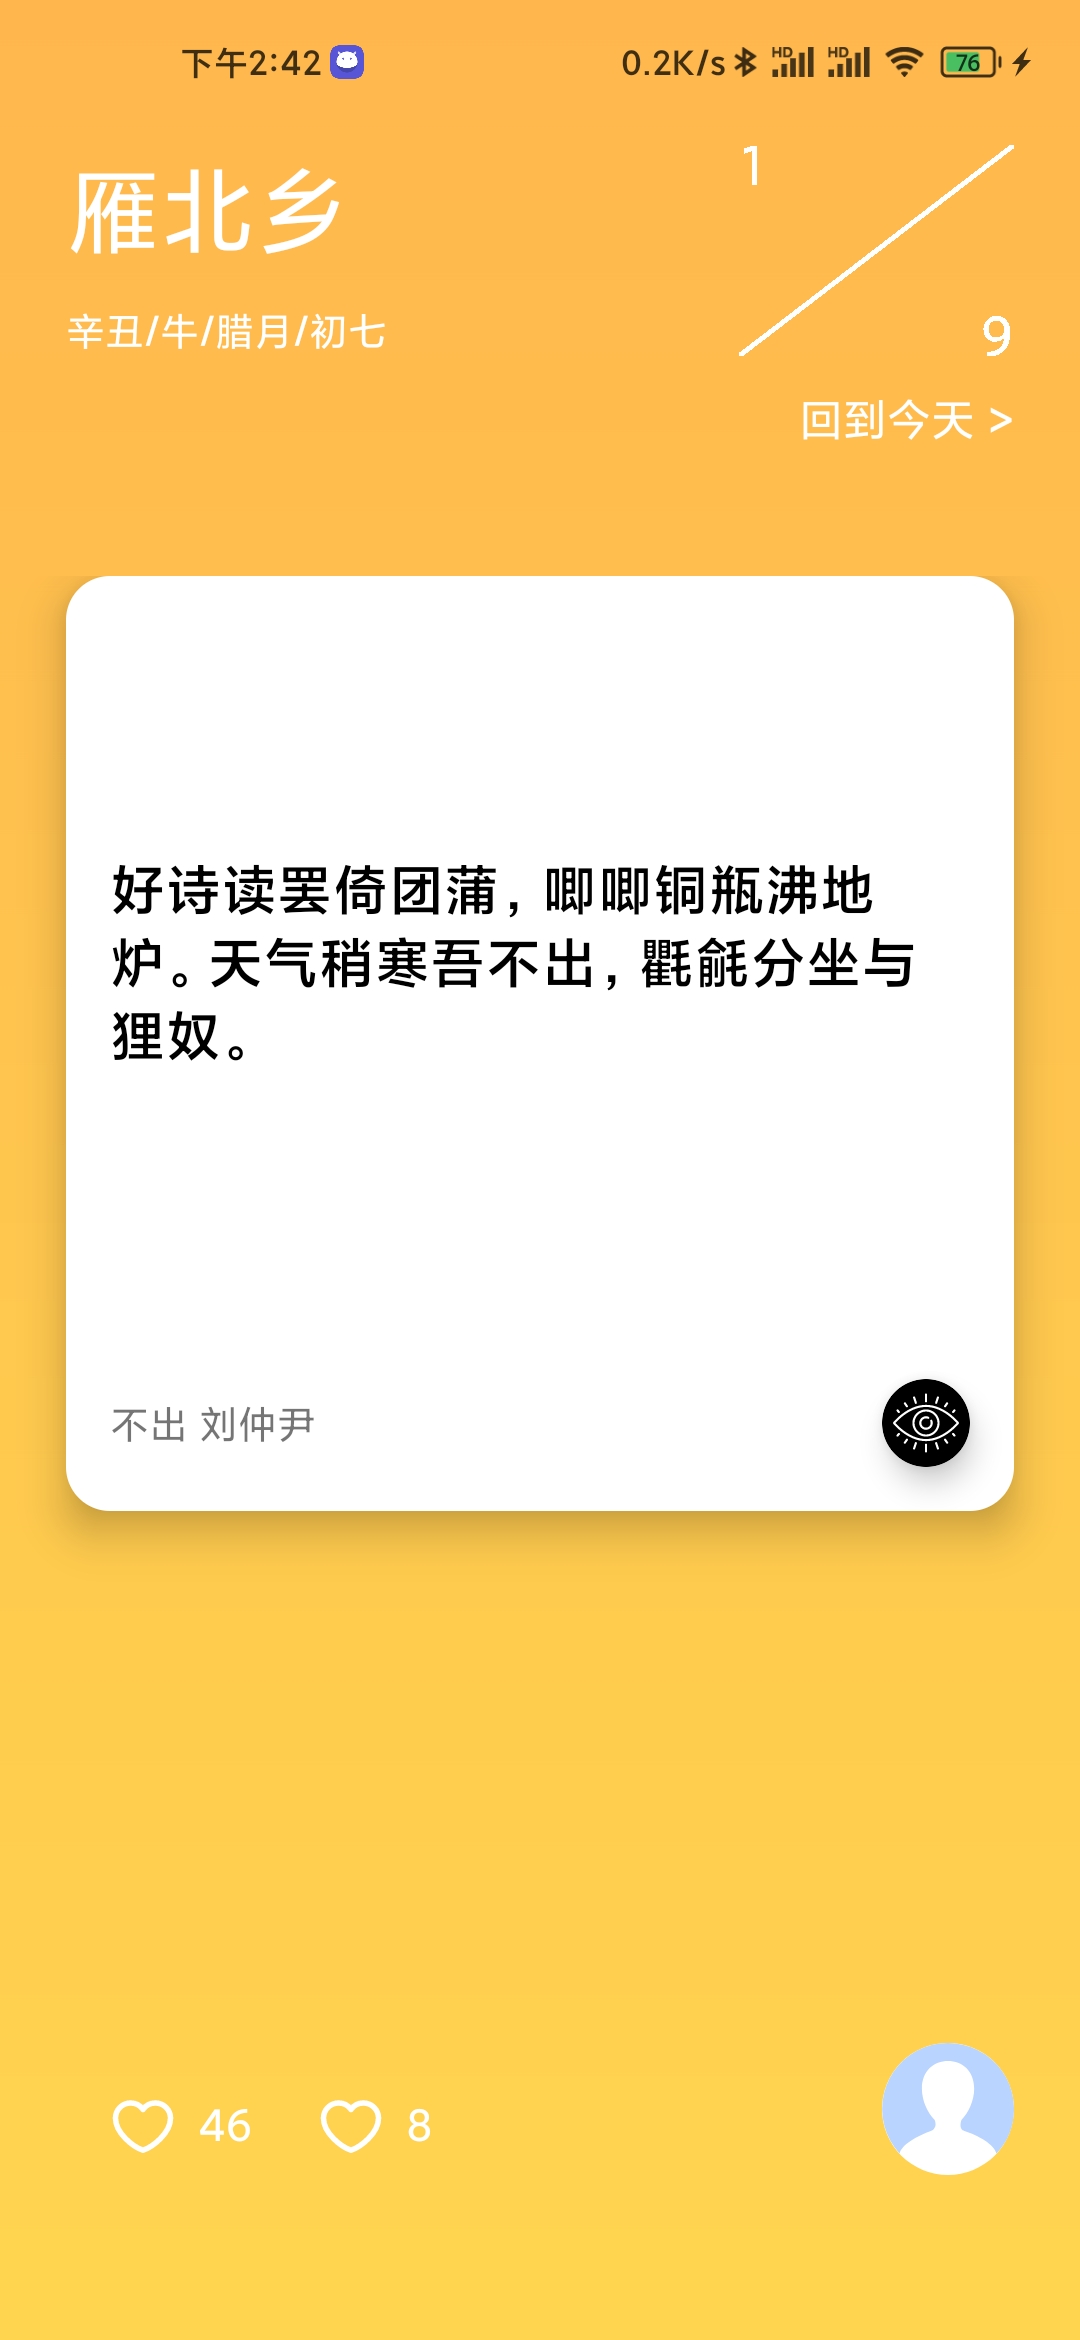 下午2:42
0.2K/s HD HD 76
雁北乡
辛丑/牛/腊月/初七
1
9
回到今天 >
好诗读罢倚团蒲，唧唧铜瓶沸地
炉。天气稍寒吾不出，氍毹分坐与
狸奴。
不出 刘仲尹
46
8